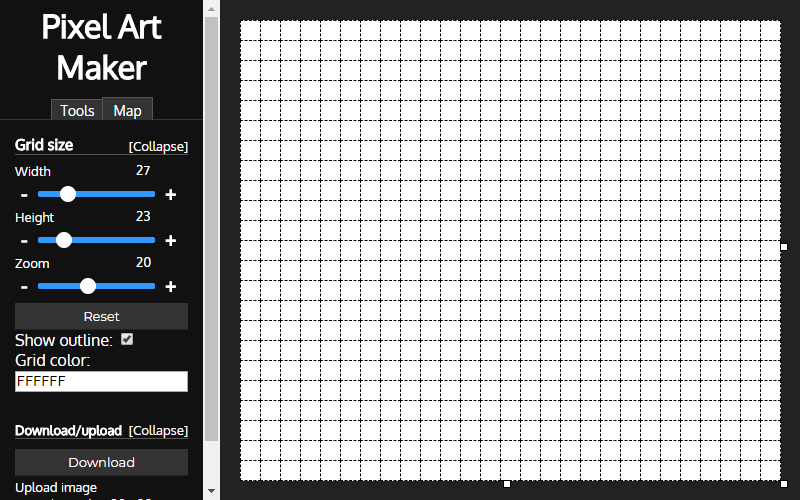 Pixel Art
Maker
Tools Map
Grid size [Collapse]
Width 27
- +
Height 23
- +
Zoom 20
- +
Reset
Show outline:
Grid color:
FFFFFF
Download/upload [Collapse]
Download
Upload image